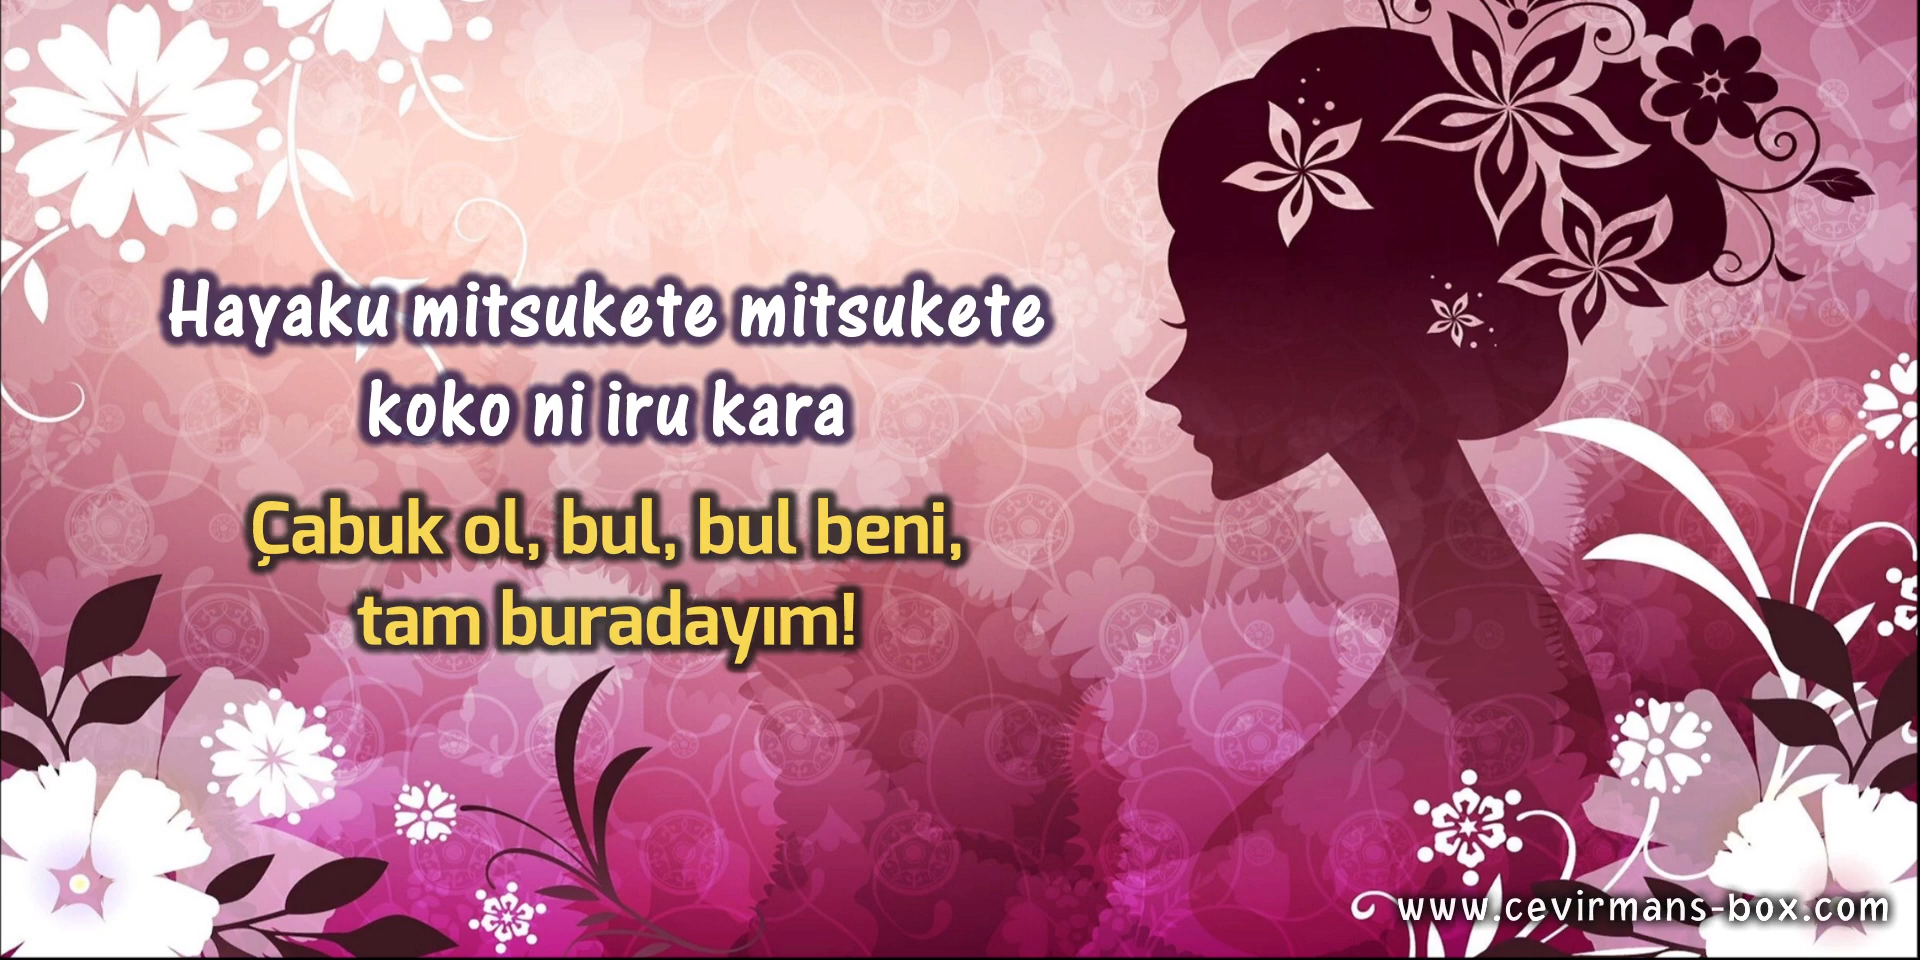 Hayaku mitsukete mitsukete
koko ni iru kara
Çabuk ol, bul, bul beni,
tam buradayım!
www.cevirmans-box.com